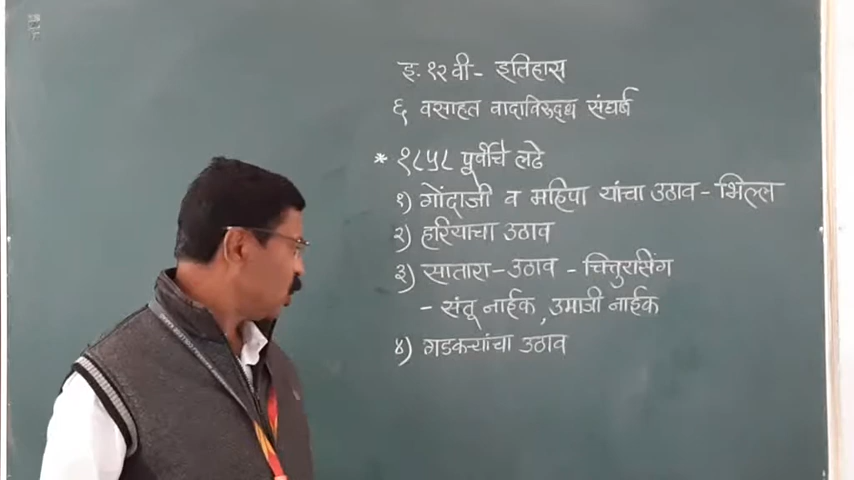 इ. १२ वी - इतिहास
६ वसाहत वादाविरुद्ध संघर्ष
* १८५८ पूर्वीचे लढे
१) गोंदाजी व महिपा यांचा उठाव - भिल्ल
२) हरियाचा उठाव
३) सातारा - उठाव - चित्तुरसिंग
- संतू नाईक, उमाजी नाईक
४) गडकऱ्यांचा उठाव